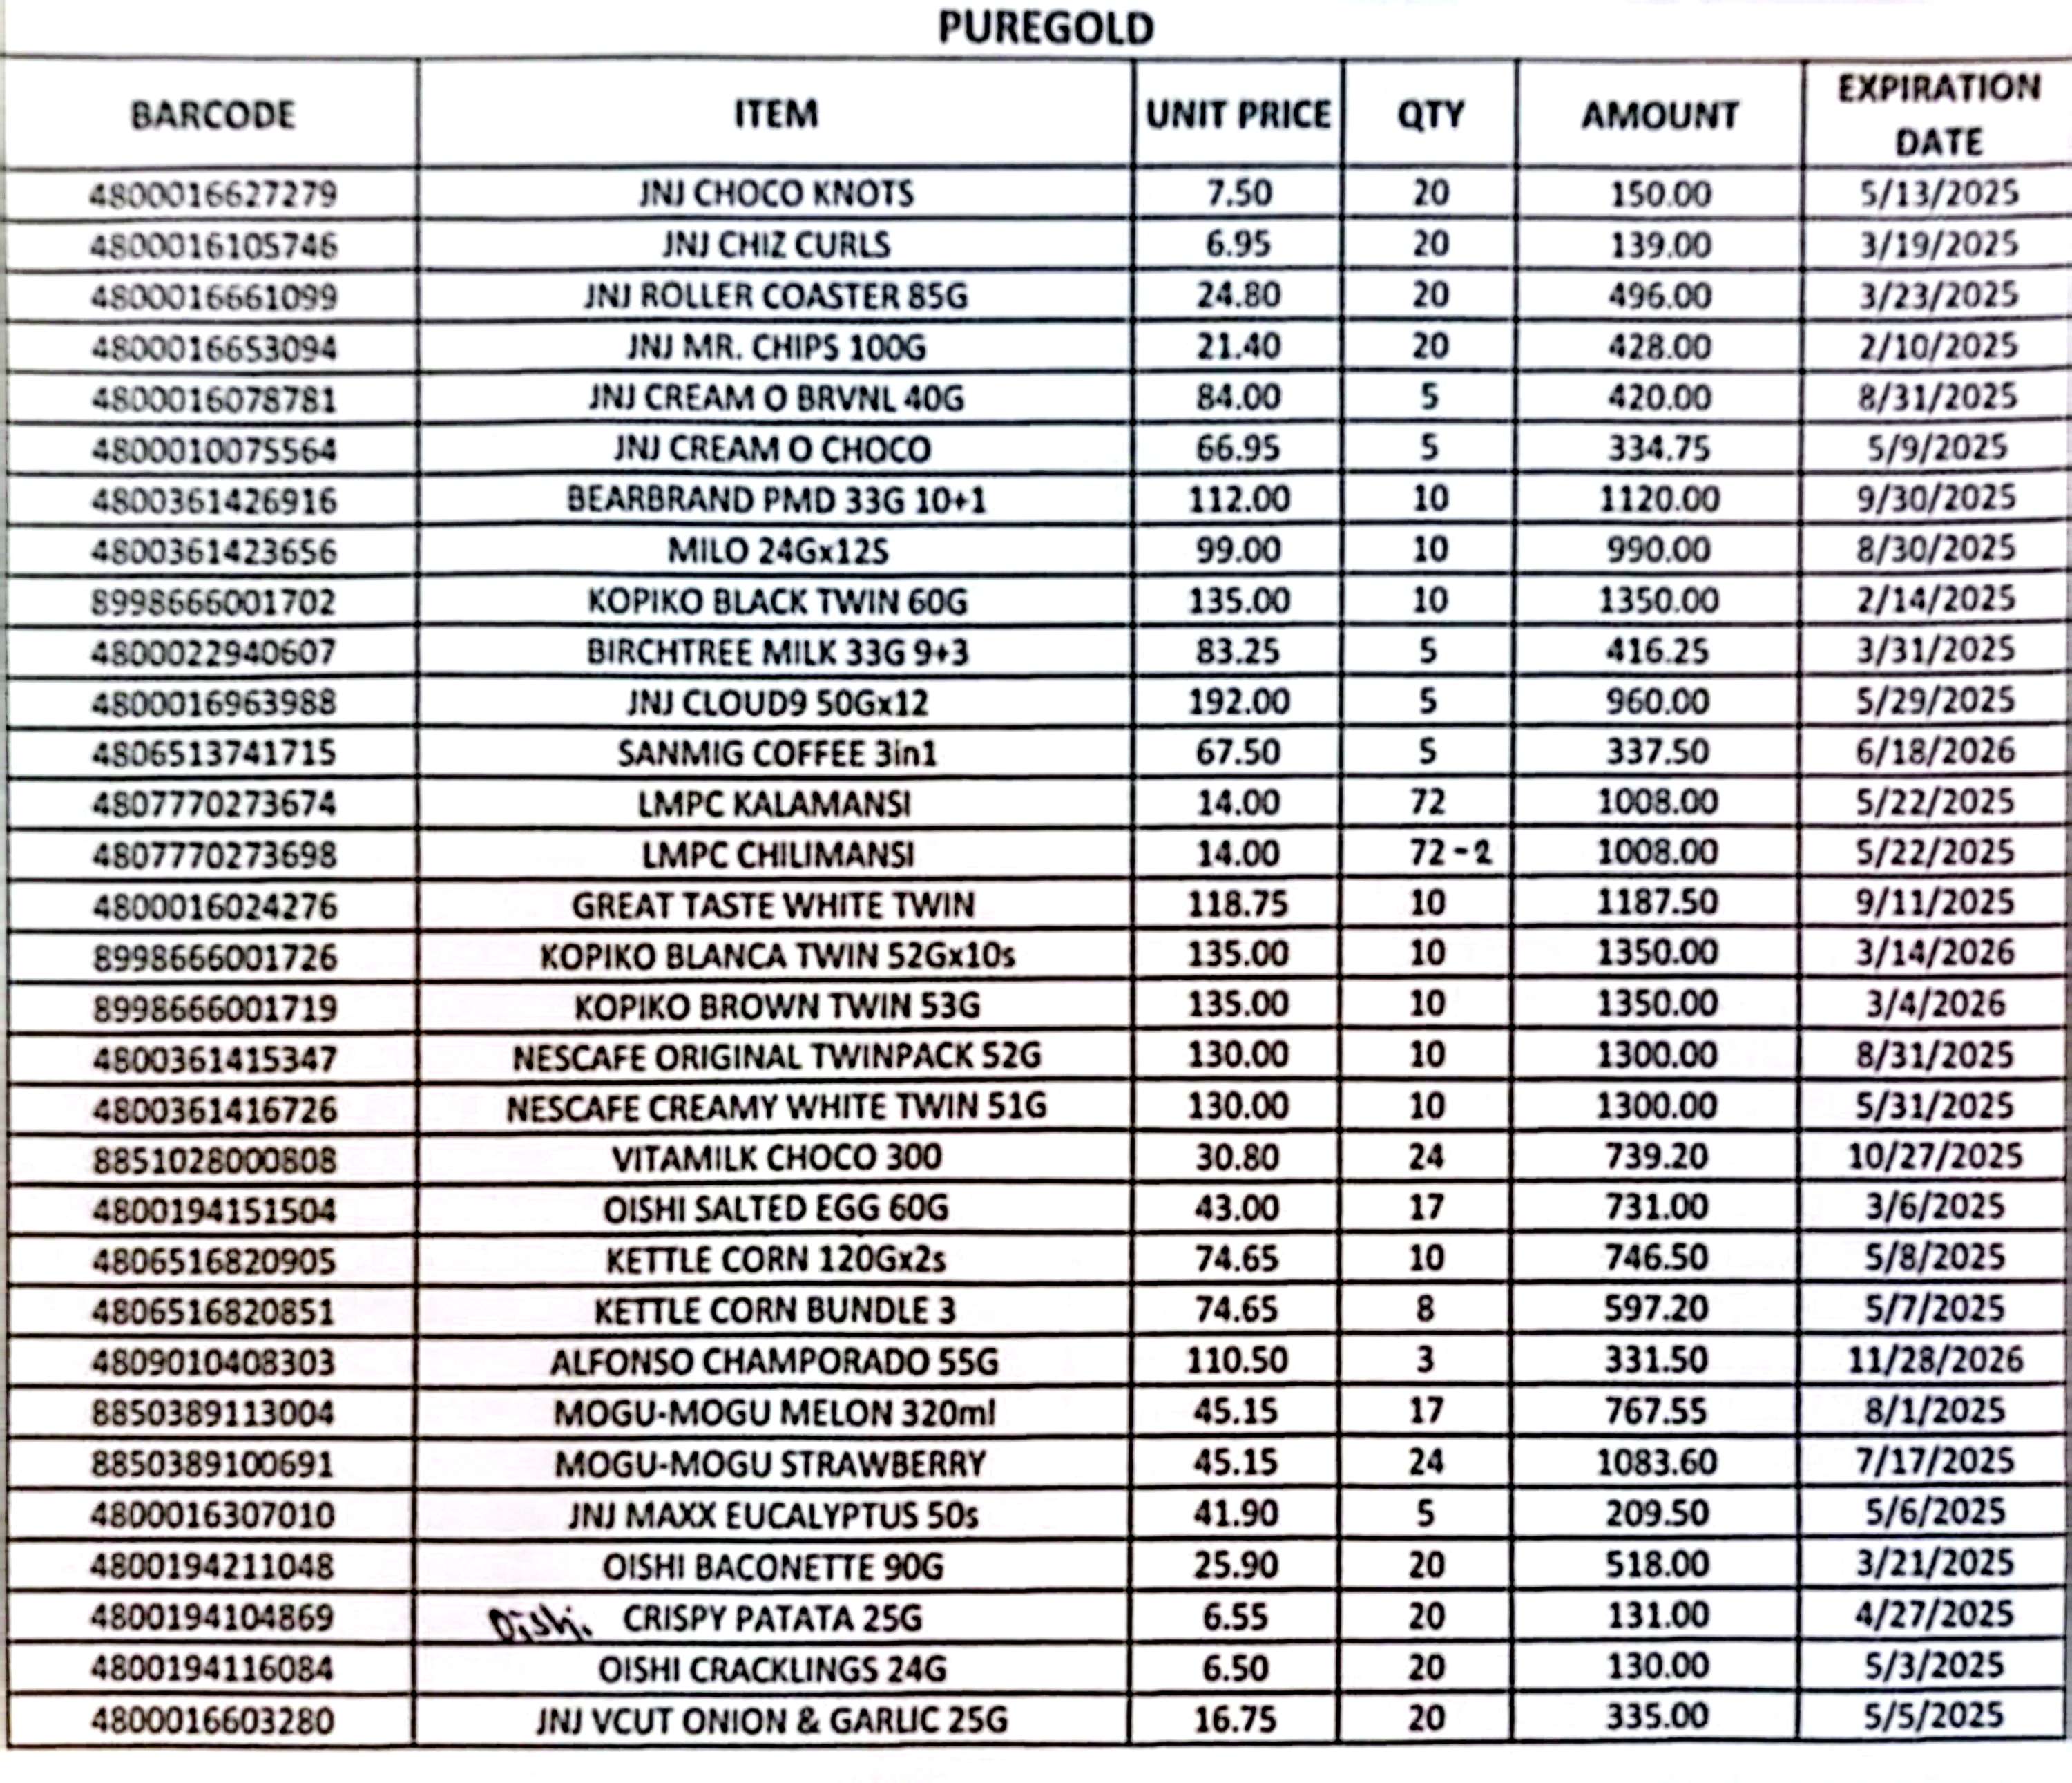 PUREGOLD
BARCODE ITEM UNIT PRICE QTY AMOUNT EXPIRATION DATE
4800016627279 JNJ CHOCO KNOTS 7.50 20 150.00 5/13/2025
4800016105746 JNJ CHIZ CURLS 6.95 20 139.00 3/19/2025
4800016661099 JNJ ROLLER COASTER 85G 24.80 20 496.00 3/23/2025
4800016653094 JNJ MR. CHIPS 100G 21.40 20 428.00 2/10/2025
4800016078781 JNJ CREAM O BRVNL 40G 84.00 5 420.00 8/31/2025
4800010075564 JNJ CREAM O CHOCO 66.95 5 334.75 5/9/2025
4800361426916 BEARBRAND PMD 33G 10+1 112.00 10 1120.00 9/30/2025
4800361423656 MILO 24Gx12S 99.00 10 990.00 8/30/2025
8998666001702 KOPIKO BLACK TWIN 60G 135.00 10 1350.00 2/14/2025
4800022940607 BIRCHTREE MILK 33G 9+3 83.25 5 416.25 3/31/2025
4800016963988 JNJ CLOUD9 50Gx12 192.00 5 960.00 5/29/2025
4806513741715 SANMIG COFFEE 3in1 67.50 5 337.50 6/18/2026
4807770273674 LMPC KALAMANSI 14.00 72 1008.00 5/22/2025
4807770273698 LMPC CHILIMANSI 14.00 72 - 2 1008.00 5/22/2025
4800016024276 GREAT TASTE WHITE TWIN 118.75 10 1187.50 9/11/2025
8998666001726 KOPIKO BLANCA TWIN 52Gx10s 135.00 10 1350.00 3/14/2026
8998666001719 KOPIKO BROWN TWIN 53G 135.00 10 1350.00 3/4/2026
4800361415347 NESCAFE ORIGINAL TWINPACK 52G 130.00 10 1300.00 8/31/2025
4800361416726 NESCAFE CREAMY WHITE TWIN 51G 130.00 10 1300.00 5/31/2025
8851028000808 VITAMILK CHOCO 300 30.80 24 739.20 10/27/2025
4800194151504 OISHI SALTED EGG 60G 43.00 17 731.00 3/6/2025
4806516820905 KETTLE CORN 120Gx2s 74.65 10 746.50 5/8/2025
4806516820851 KETTLE CORN BUNDLE 3 74.65 8 597.20 5/7/2025
4809010408303 ALFONSO CHAMPORADO 55G 110.50 3 331.50 11/28/2026
8850389113004 MOGU-MOGU MELON 320ml 45.15 17 767.55 8/1/2025
8850389100691 MOGU-MOGU STRAWBERRY 45.15 24 1083.60 7/17/2025
4800016307010 JNJ MAXX EUCALYPTUS 50s 41.90 5 209.50 5/6/2025
4800194211048 OISHI BACONETTE 90G 25.90 20 518.00 3/21/2025
4800194104869 Oishi CRISPY PATATA 25G 6.55 20 131.00 4/27/2025
4800194116084 OISHI CRACKLINGS 24G 6.50 20 130.00 5/3/2025
4800016603280 JNJ VCUT ONION & GARLIC 25G 16.75 20 335.00 5/5/2025